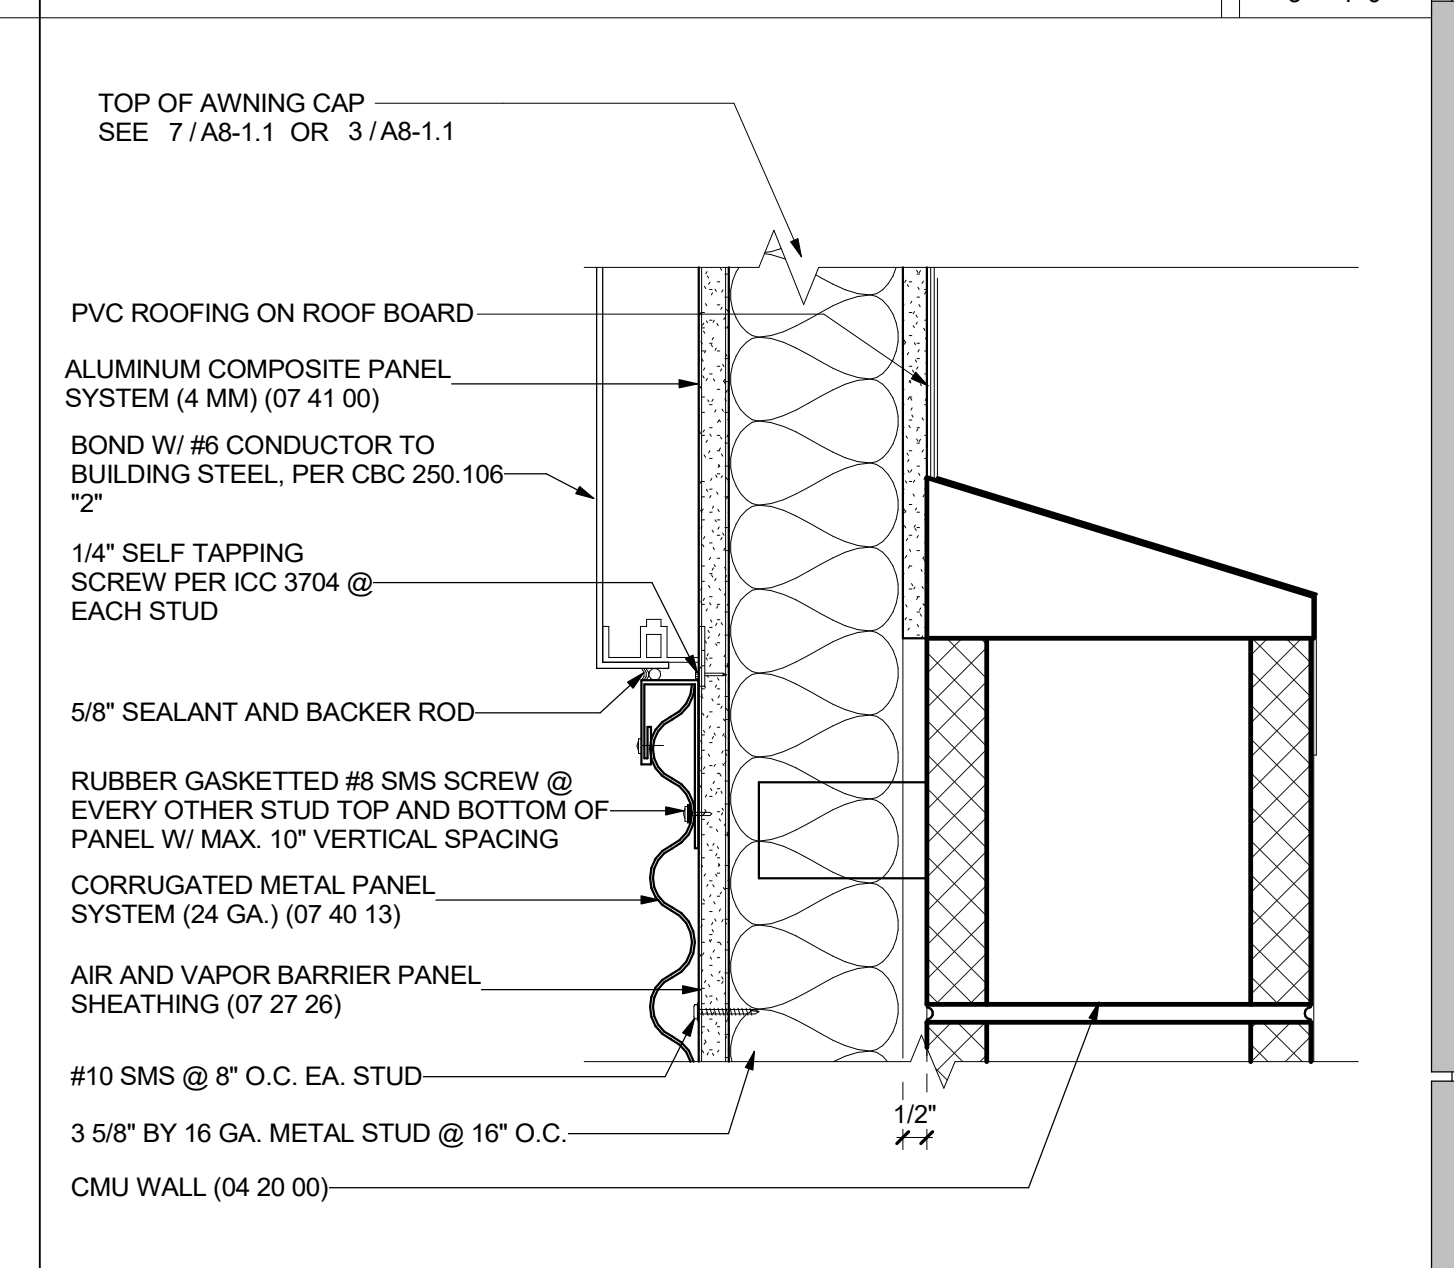 TOP OF AWNING CAP
SEE 7 / A8-1.1 OR 3 / A8-1.1
PVC ROOFING ON ROOF BOARD
ALUMINUM COMPOSITE PANEL
SYSTEM (4 MM) (07 41 00)
BOND W/ #6 CONDUCTOR TO
BUILDING STEEL, PER CBC 250.106
"2"
1/4" SELF TAPPING
SCREW PER ICC 3704 @
EACH STUD
5/8" SEALANT AND BACKER ROD
RUBBER GASKETTED #8 SMS SCREW @
EVERY OTHER STUD TOP AND BOTTOM OF
PANEL W/ MAX. 10" VERTICAL SPACING
CORRUGATED METAL PANEL
SYSTEM (24 GA.) (07 40 13)
AIR AND VAPOR BARRIER PANEL
SHEATHING (07 27 26)
#10 SMS @ 8" O.C. EA. STUD
1/2"
3 5/8" BY 16 GA. METAL STUD @ 16" O.C.
CMU WALL (04 20 00)